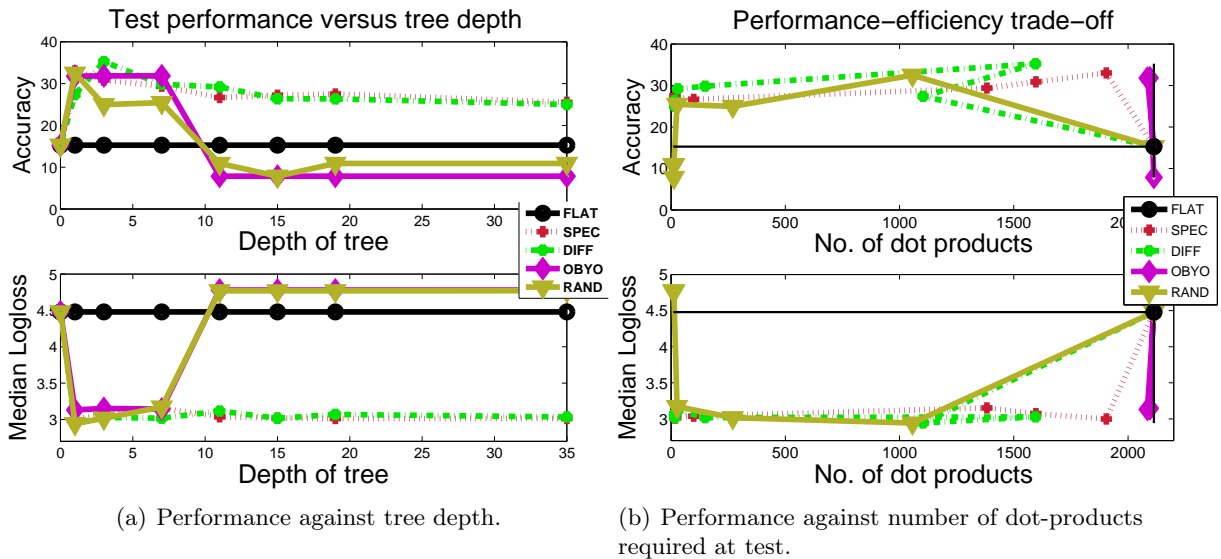 Test performance versus tree depth
40
30
20
10
0
Accuracy
0 5 10 15 20 25 30 35
Depth of tree
FLAT
SPEC
DIFF
OBYO
RAND
5
4.5
4
3.5
3
Median Logloss
0 5 10 15 20 25 30 35
Depth of tree
(a) Performance against tree depth.
Performance−efficiency trade−off
40
30
20
10
0
Accuracy
0 500 1000 1500
No. of dot products
FLAT
SPEC
DIFF
OBYO
RAND
5
4.5
4
3.5
3
Median Logloss
0 500 1000 1500 2000
No. of dot products
(b) Performance against number of dot-products
required at test.